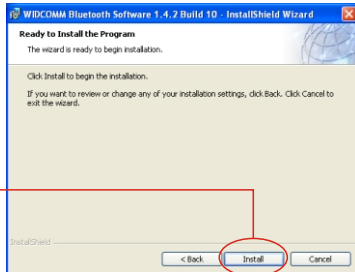 WIDCOMM Bluetooth Software 1.4.2 Build 10 - InstallShield Wizard
Ready to Install the Program
The wizard is ready to begin installation.
Click Install to begin the installation.
If you want to review or change any of your installation settings, click Back. Click Cancel to
exit the wizard.
InstallShield
< Back Install Cancel